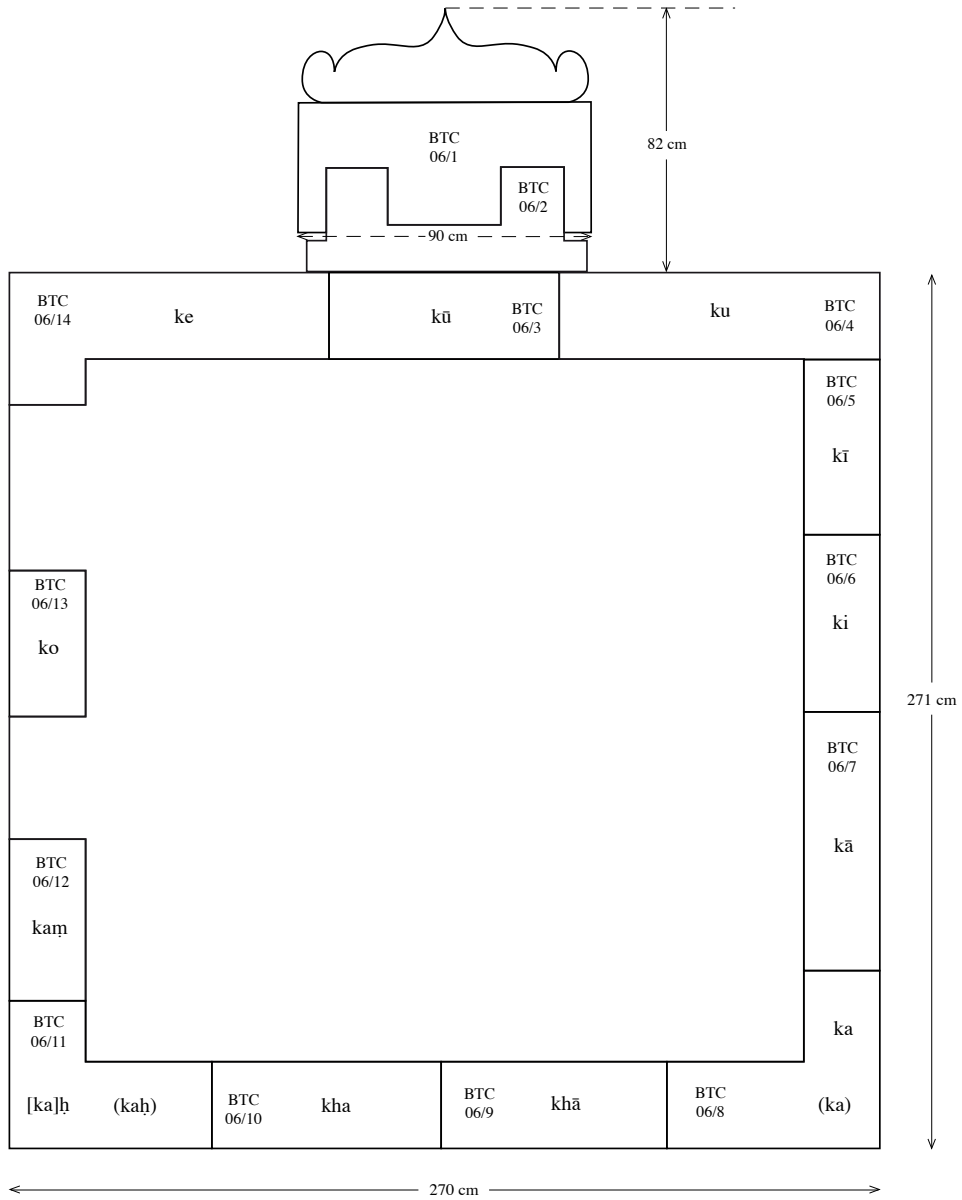 BTC
06/1
82 cm
BTC
06/2
90 cm
BTC
06/14
ke
kū
BTC
06/3
ku
BTC
06/4
BTC
06/5
kī
BTC
06/6
ki
BTC
06/13
ko
271 cm
BTC
06/7
kā
BTC
06/12
kaṃ
BTC
06/11
ka
[ka]ḥ
(kaḥ)
BTC
06/10
kha
BTC
06/9
khā
BTC
06/8
(ka)
270 cm